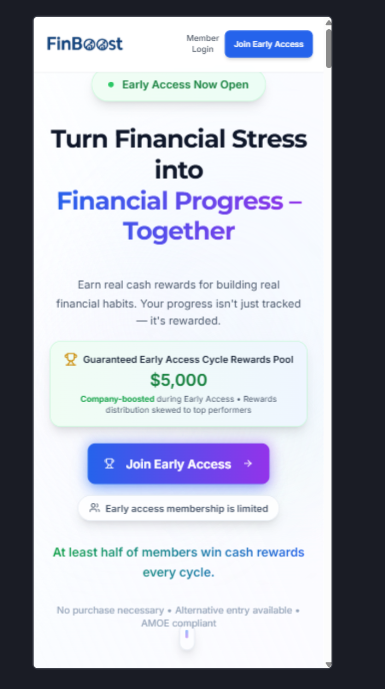 FinBoost
Member
Login
Join Early Access
Early Access Now Open
Turn Financial Stress
into
Financial Progress –
Together
Earn real cash rewards for building real
financial habits. Your progress isn't just tracked
— it's rewarded.
Guaranteed Early Access Cycle Rewards Pool
$5,000
Company-boosted during Early Access • Rewards
distribution skewed to top performers
Join Early Access
Early access membership is limited
At least half of members win cash rewards
every cycle.
No purchase necessary • Alternative entry available •
AMOE compliant